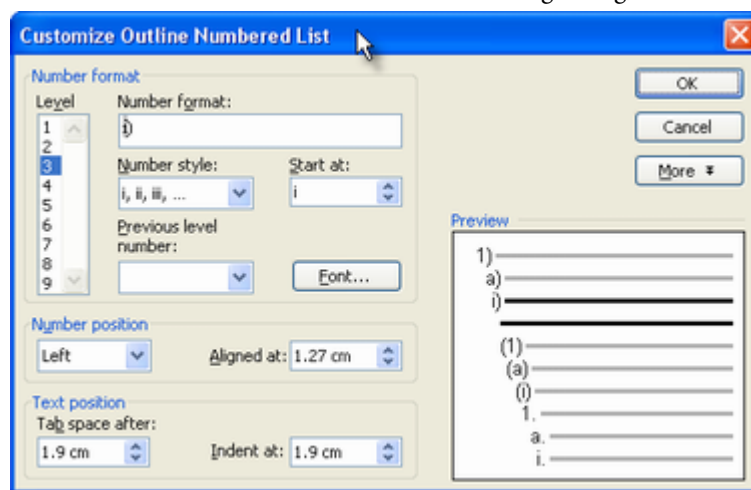 Customize Outline Numbered List
Number format
Level
Number format:
1
2
3
4
5
6
7
8
9
i)
Number style:
Start at:
i, ii, iii, ...
i
Previous level
number:
Font...
Number position
Left
Aligned at: 1.27 cm
Text position
Tab space after:
1.9 cm
Indent at: 1.9 cm
OK
Cancel
More
Preview
1)
a)
i)
(1)
(a)
(i)
1.
a.
i.